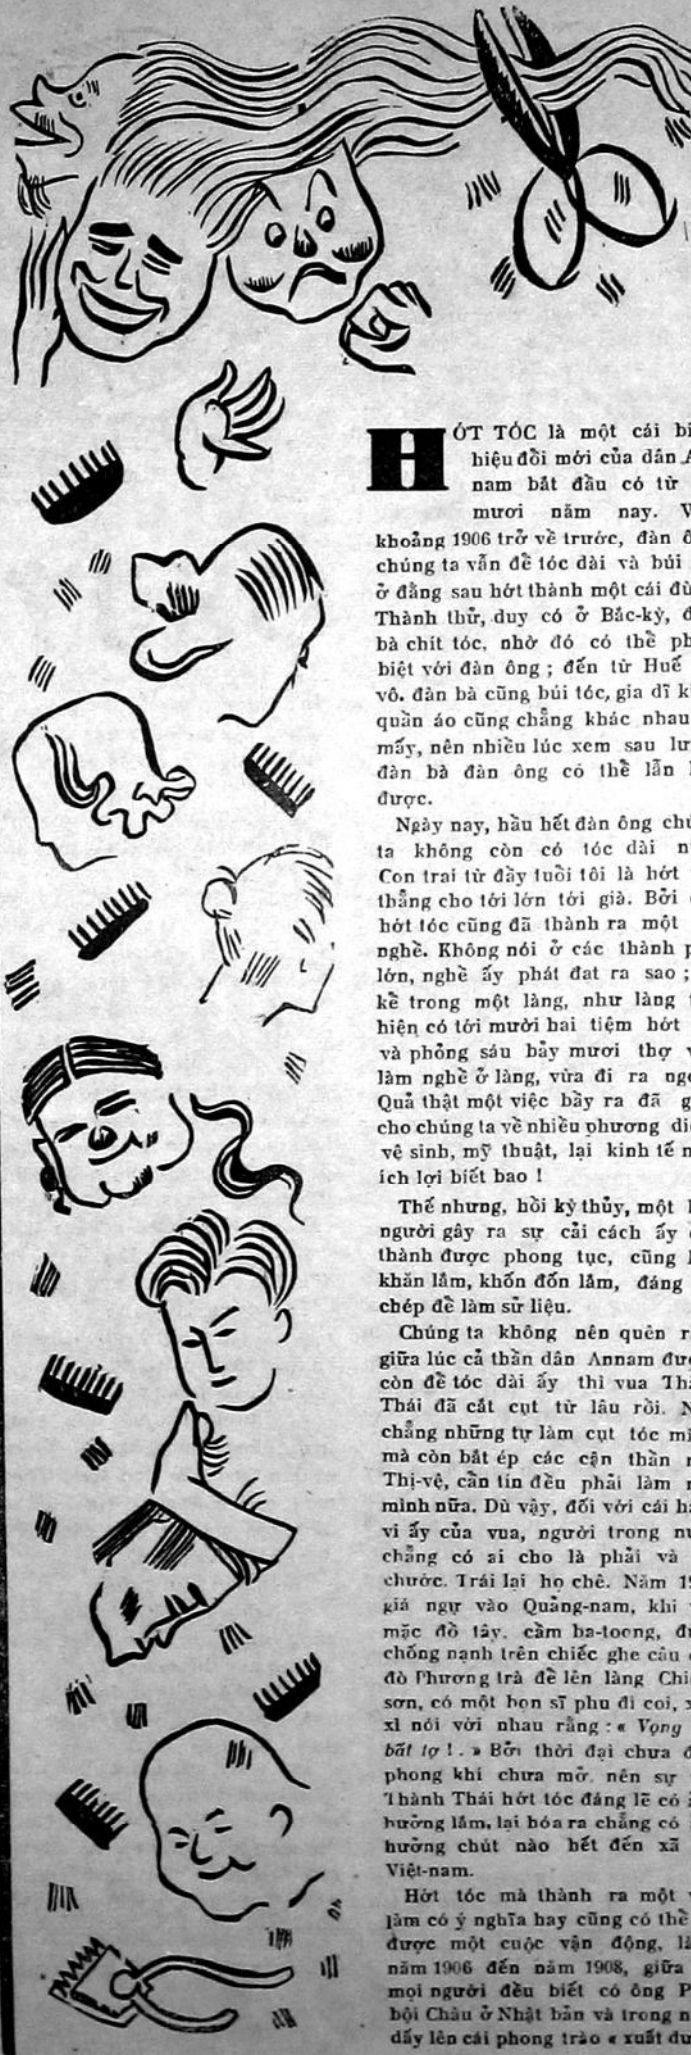 HỚT TÓC là một cái
hiệu đổi mới của dân
nam bắt đầu có từ
mươi năm nay.
khoảng 1906 trở về trước, đàn
chúng ta vẫn để tóc dài và búi
ở đằng sau hớt thành một cái
Thành thử, duy có ở Bắc-kỳ,
bà chít tóc, nhờ đó có thể
biệt với đàn ông ; đến từ Huế
vô. đàn bà cũng búi tóc, gia dĩ
quần áo cũng chẳng khác nhau
mấy, nên nhiều lúc xem sau
đàn bà đàn ông có thể lẫn
được.
Ngày nay, hầu hết đàn ông
ta không còn có tóc dài
Con trai từ đầy tuổi tôi là hớt
thẳng cho tới lớn tới già. Bởi
hớt tóc cũng đã thành ra một
nghề. Không nói ở các thành
lớn, nghề ấy phát đạt ra sao ;
kể trong một làng, như làng
hiện có tới mười hai tiệm hớt
và phỏng sáu bảy mươi thợ
làm nghề ở làng, vừa đi ra
Quả thật một việc bầy ra đã
cho chúng ta về nhiều phương
vệ sinh, mỹ thuật, lại kinh tế
ích lợi biết bao !
Thế nhưng, hồi kỳ thủy, một
người gây ra sự cải cách ấy
thành được phong tục, cũng
khăn lắm, khốn đốn lắm, đáng
chép để làm sử liệu.
Chúng ta không nên quên
giữa lúc cả thần dân Annam
còn để tóc dài ấy thì vua
Thái đã cắt cụt từ lâu rồi.
chẳng những tự làm cụt tóc
mà còn bắt ép các cận thần
Thị-vệ, cần tín đều phải làm
mình nữa. Dù vậy, đối với cái
vi ấy của vua, người trong
chẳng có ai cho là phải và
chước. Trái lại họ chê. Năm
giá ngự vào Quảng-nam, khi
mặc đồ tây, cầm ba-toong,
chống nạnh trên chiếc ghe câu
đò Phương trà để lên làng
sơn, có một bọn sĩ phu đi coi,
xì nói với nhau rằng : « Vọng
bất tợ ! . » Bởi thời đại chưa
phong khí chưa mở. nên sự
Thành Thái hớt tóc đáng lẽ có
hưởng lắm, lại hóa ra chẳng có
hưởng chút nào hết đến xã
Việt-nam.
Hớt tóc mà thành ra một
làm có ý nghĩa hay cũng có thể
được một cuộc vận động,
năm 1906 đến năm 1908, giữa
mọi người đều biết có ông
bội Châu ở Nhật bản và trong
dấy lên cái phong trào « xuất